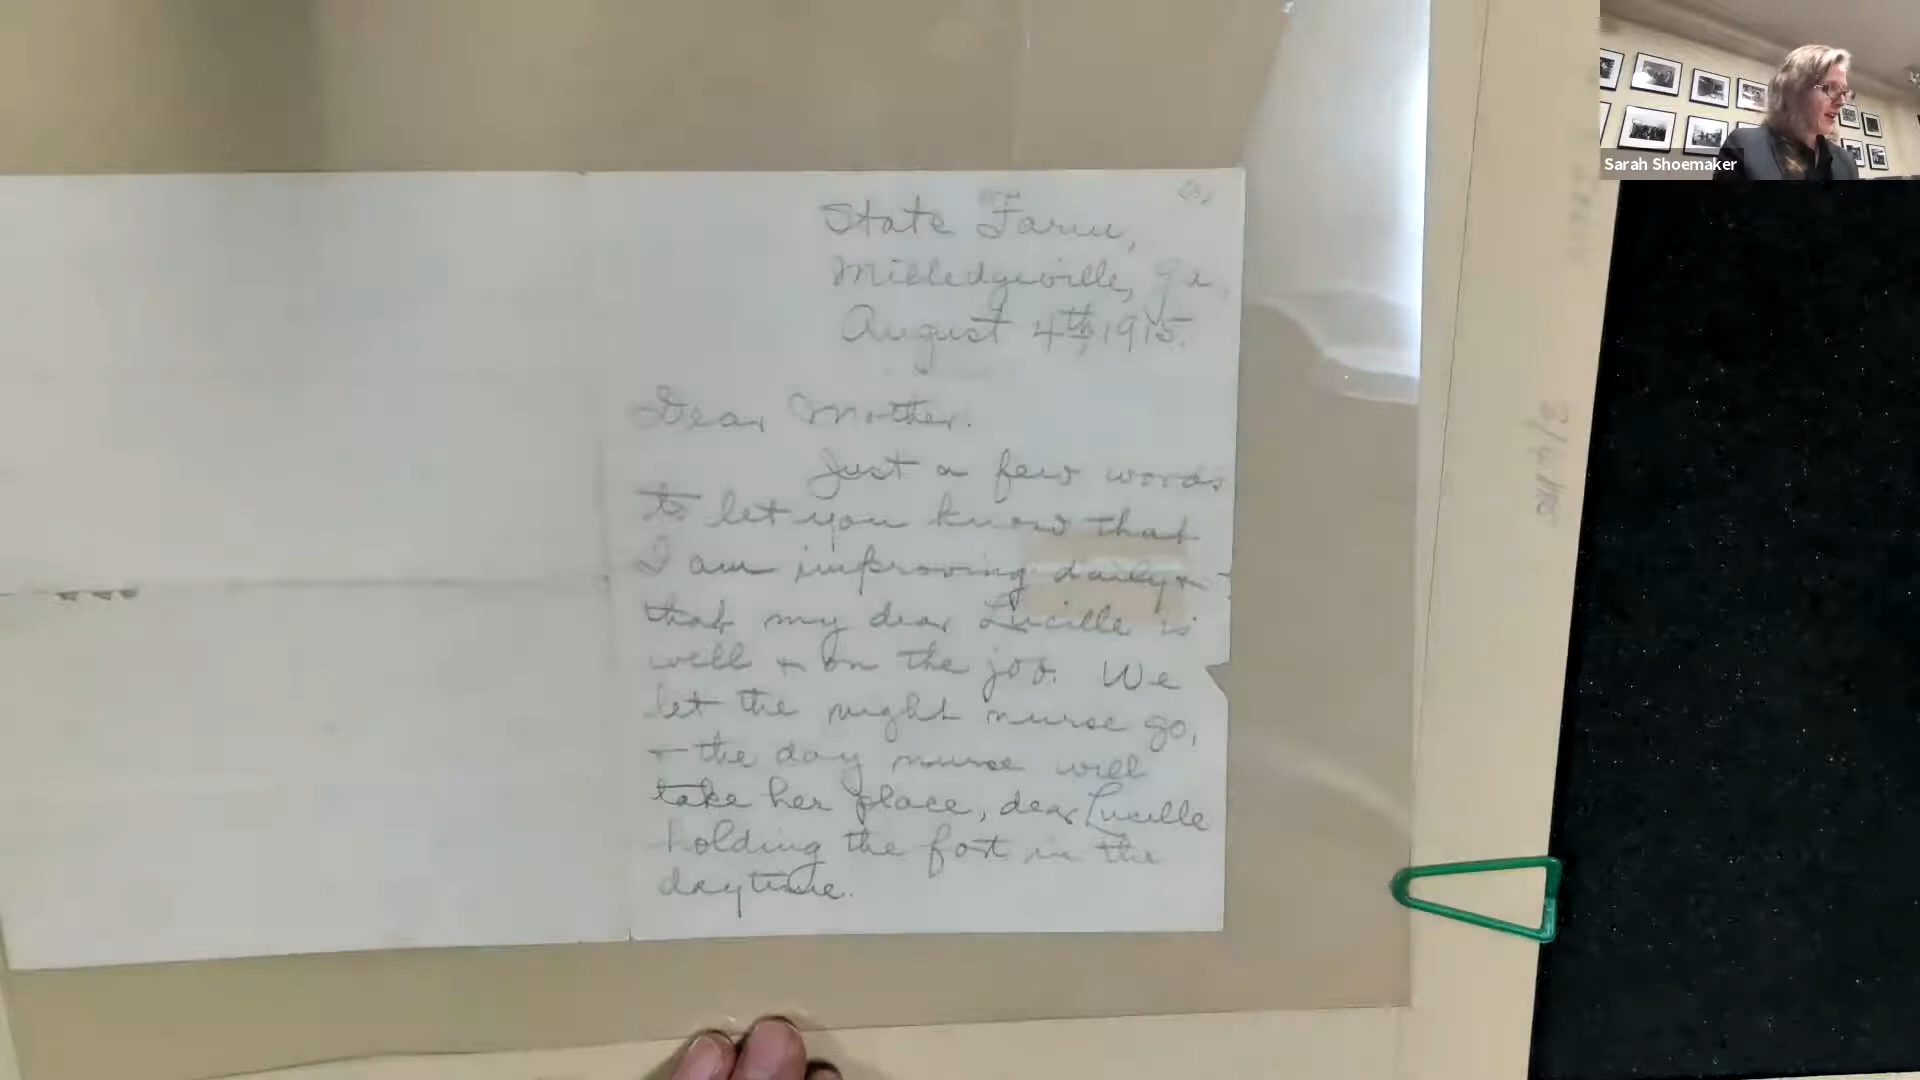 State Farm,
Milledgeville, Ga.
August 4th, 1915.
Dear Mother.
Just a few words
to let you know that
I am improving daily &
that my dear Lucille is
well & on the job. We
let the night nurse go,
& the day nurse will
take her place, dear Lucille
holding the fort in the
daytime.
Sarah Shoemaker